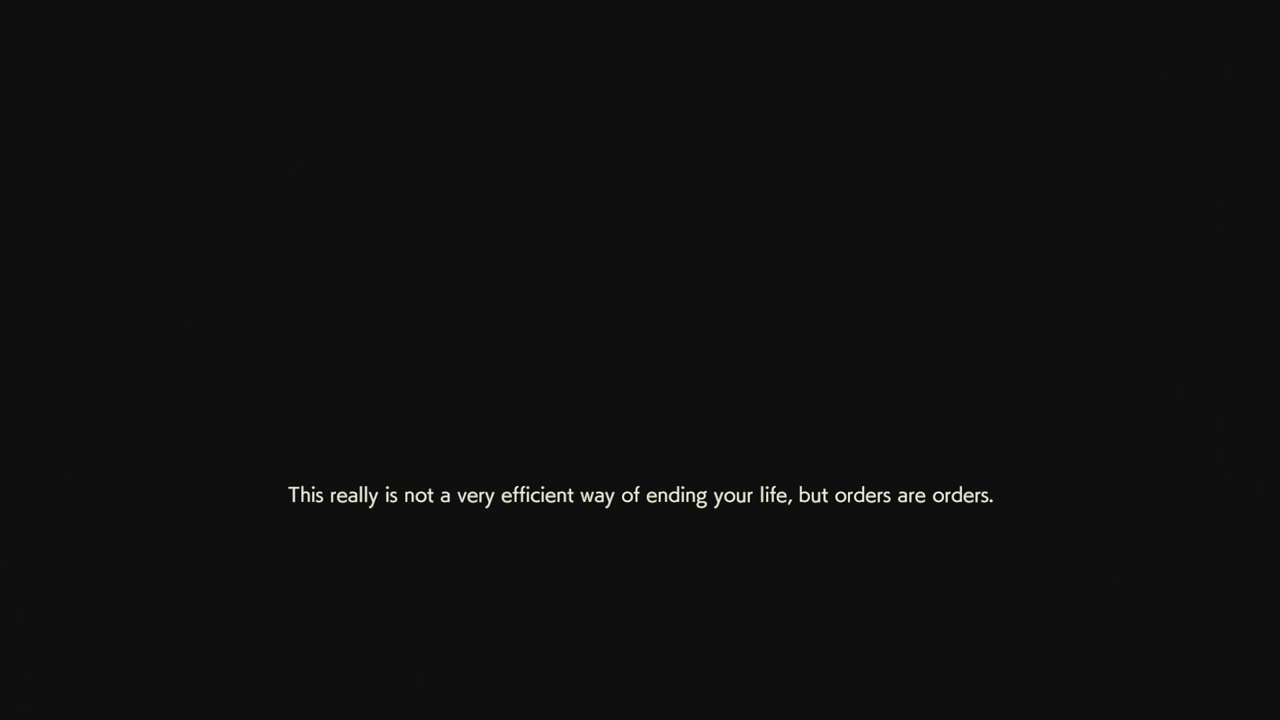 This really is not a very efficient way of ending your life, but orders are orders.